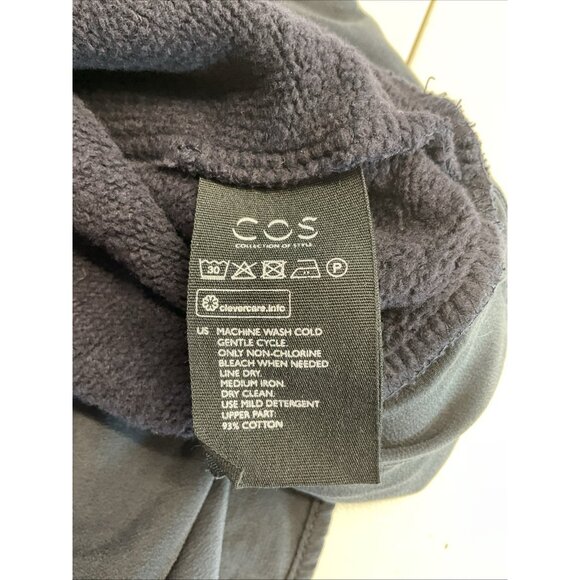 COS
COLLECTION OF STYLE
30 P
clevercare.info
US MACHINE WASH COLD
GENTLE CYCLE.
ONLY NON-CHLORINE
BLEACH WHEN NEEDED
LINE DRY.
MEDIUM IRON.
DRY CLEAN.
USE MILD DETERGENT
UPPER PART:
93% COTTON